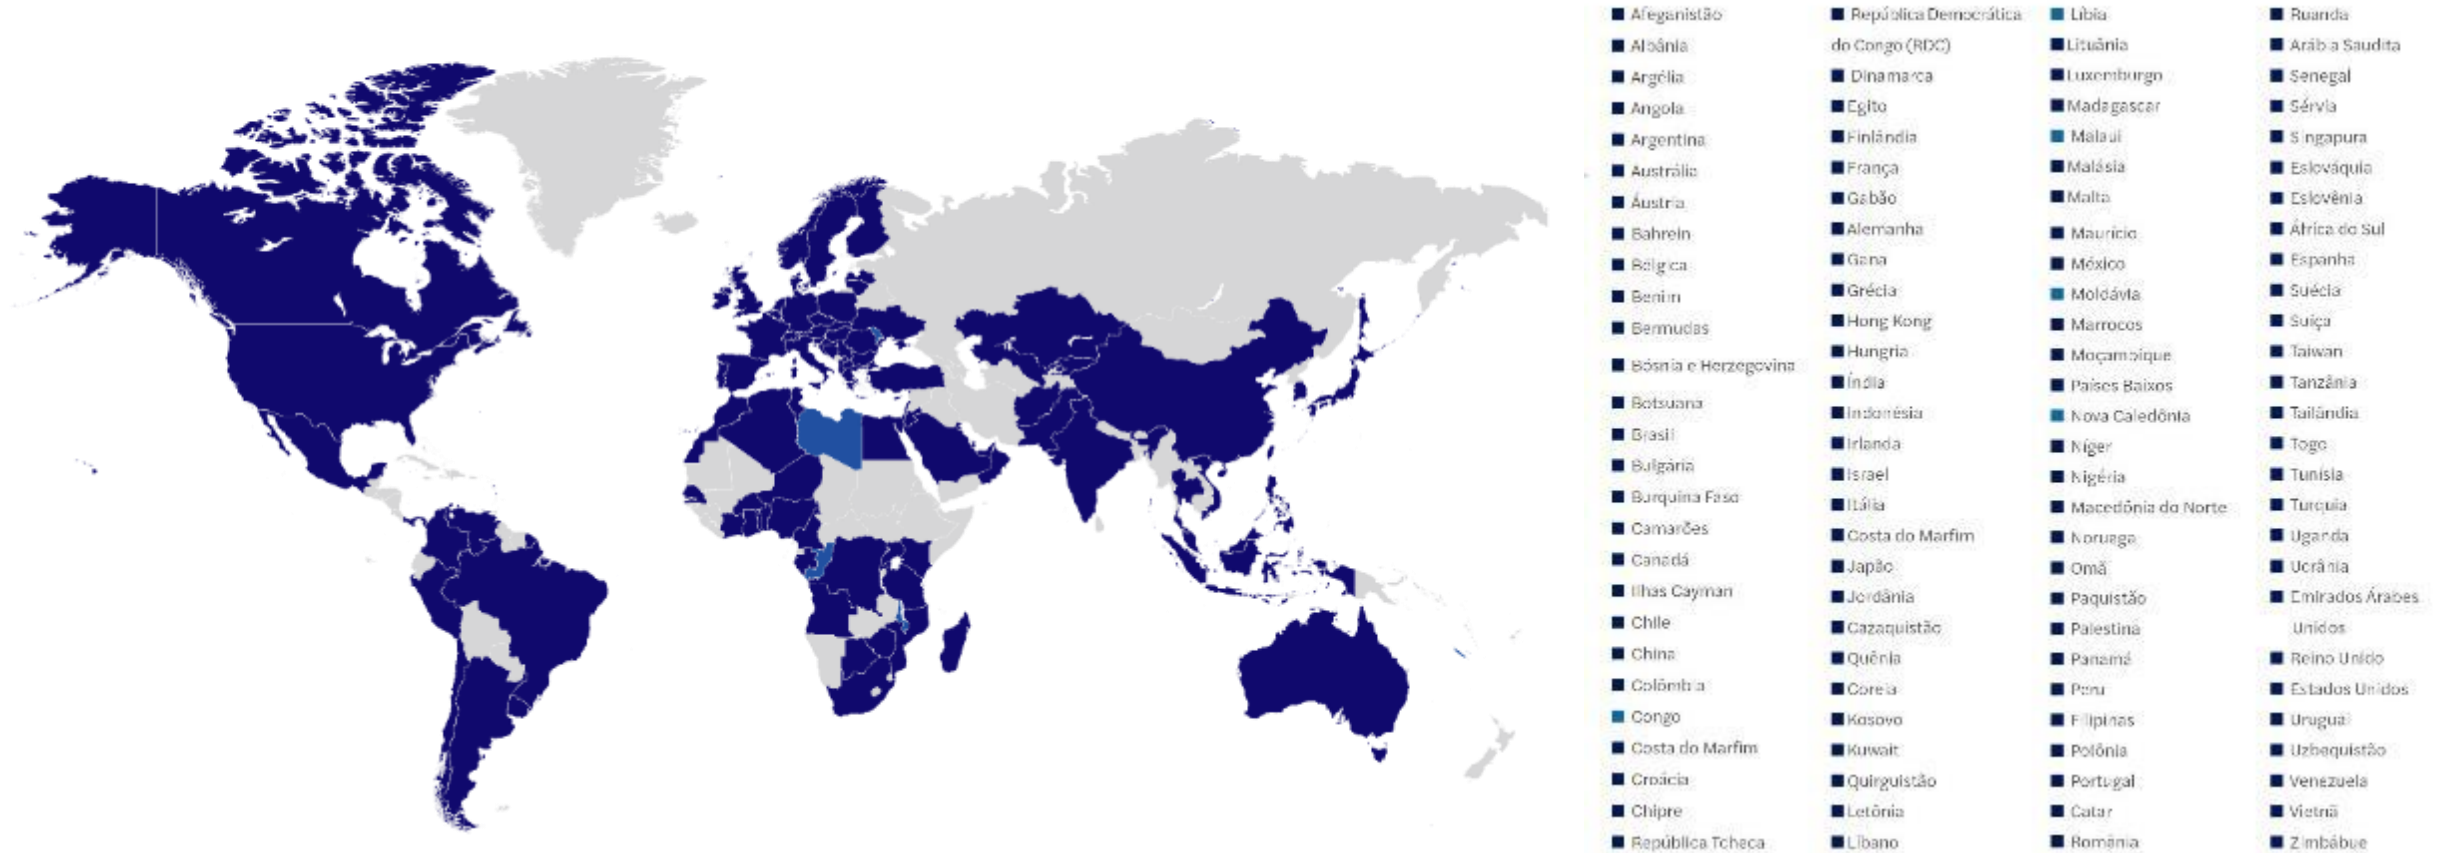 Afeganistão
Albânia
Argélia
Angola
Argentina
Austrália
Áustria
Bahrein
Bélgica
Benim
Bermudas
Bósnia e Herzegovina
Botsuana
Brasil
Bulgária
Burquina Faso
Camarões
Canadá
Ilhas Cayman
Chile
China
Colômbia
Congo
Costa do Marfim
Croácia
Chipre
República Tcheca
República Democrática
do Congo (RDC)
Dinamarca
Egito
Finlândia
França
Gabão
Alemanha
Gana
Grécia
Hong Kong
Hungria
Índia
Indonésia
Irlanda
Israel
Itália
Costa do Marfim
Japão
Jordânia
Cazaquistão
Quênia
Coreia
Kosovo
Kuwait
Quirguistão
Letônia
Líbano
Líbia
Lituânia
Luxemburgo
Madagascar
Malaui
Malásia
Malta
Maurício
México
Moldávia
Marrocos
Moçambique
Países Baixos
Nova Caledônia
Níger
Nigéria
Macedônia do Norte
Noruega
Omã
Paquistão
Palestina
Panamá
Peru
Filipinas
Polônia
Portugal
Catar
Romênia
Ruanda
Arábia Saudita
Senegal
Sérvia
Singapura
Eslováquia
Eslovênia
África do Sul
Espanha
Suécia
Suíça
Taiwan
Tanzânia
Tailândia
Togo
Tunísia
Turquia
Uganda
Ucrânia
Emirados Árabes
Unidos
Reino Unido
Estados Unidos
Uruguai
Uzbequistão
Venezuela
Vietnã
Zimbábue